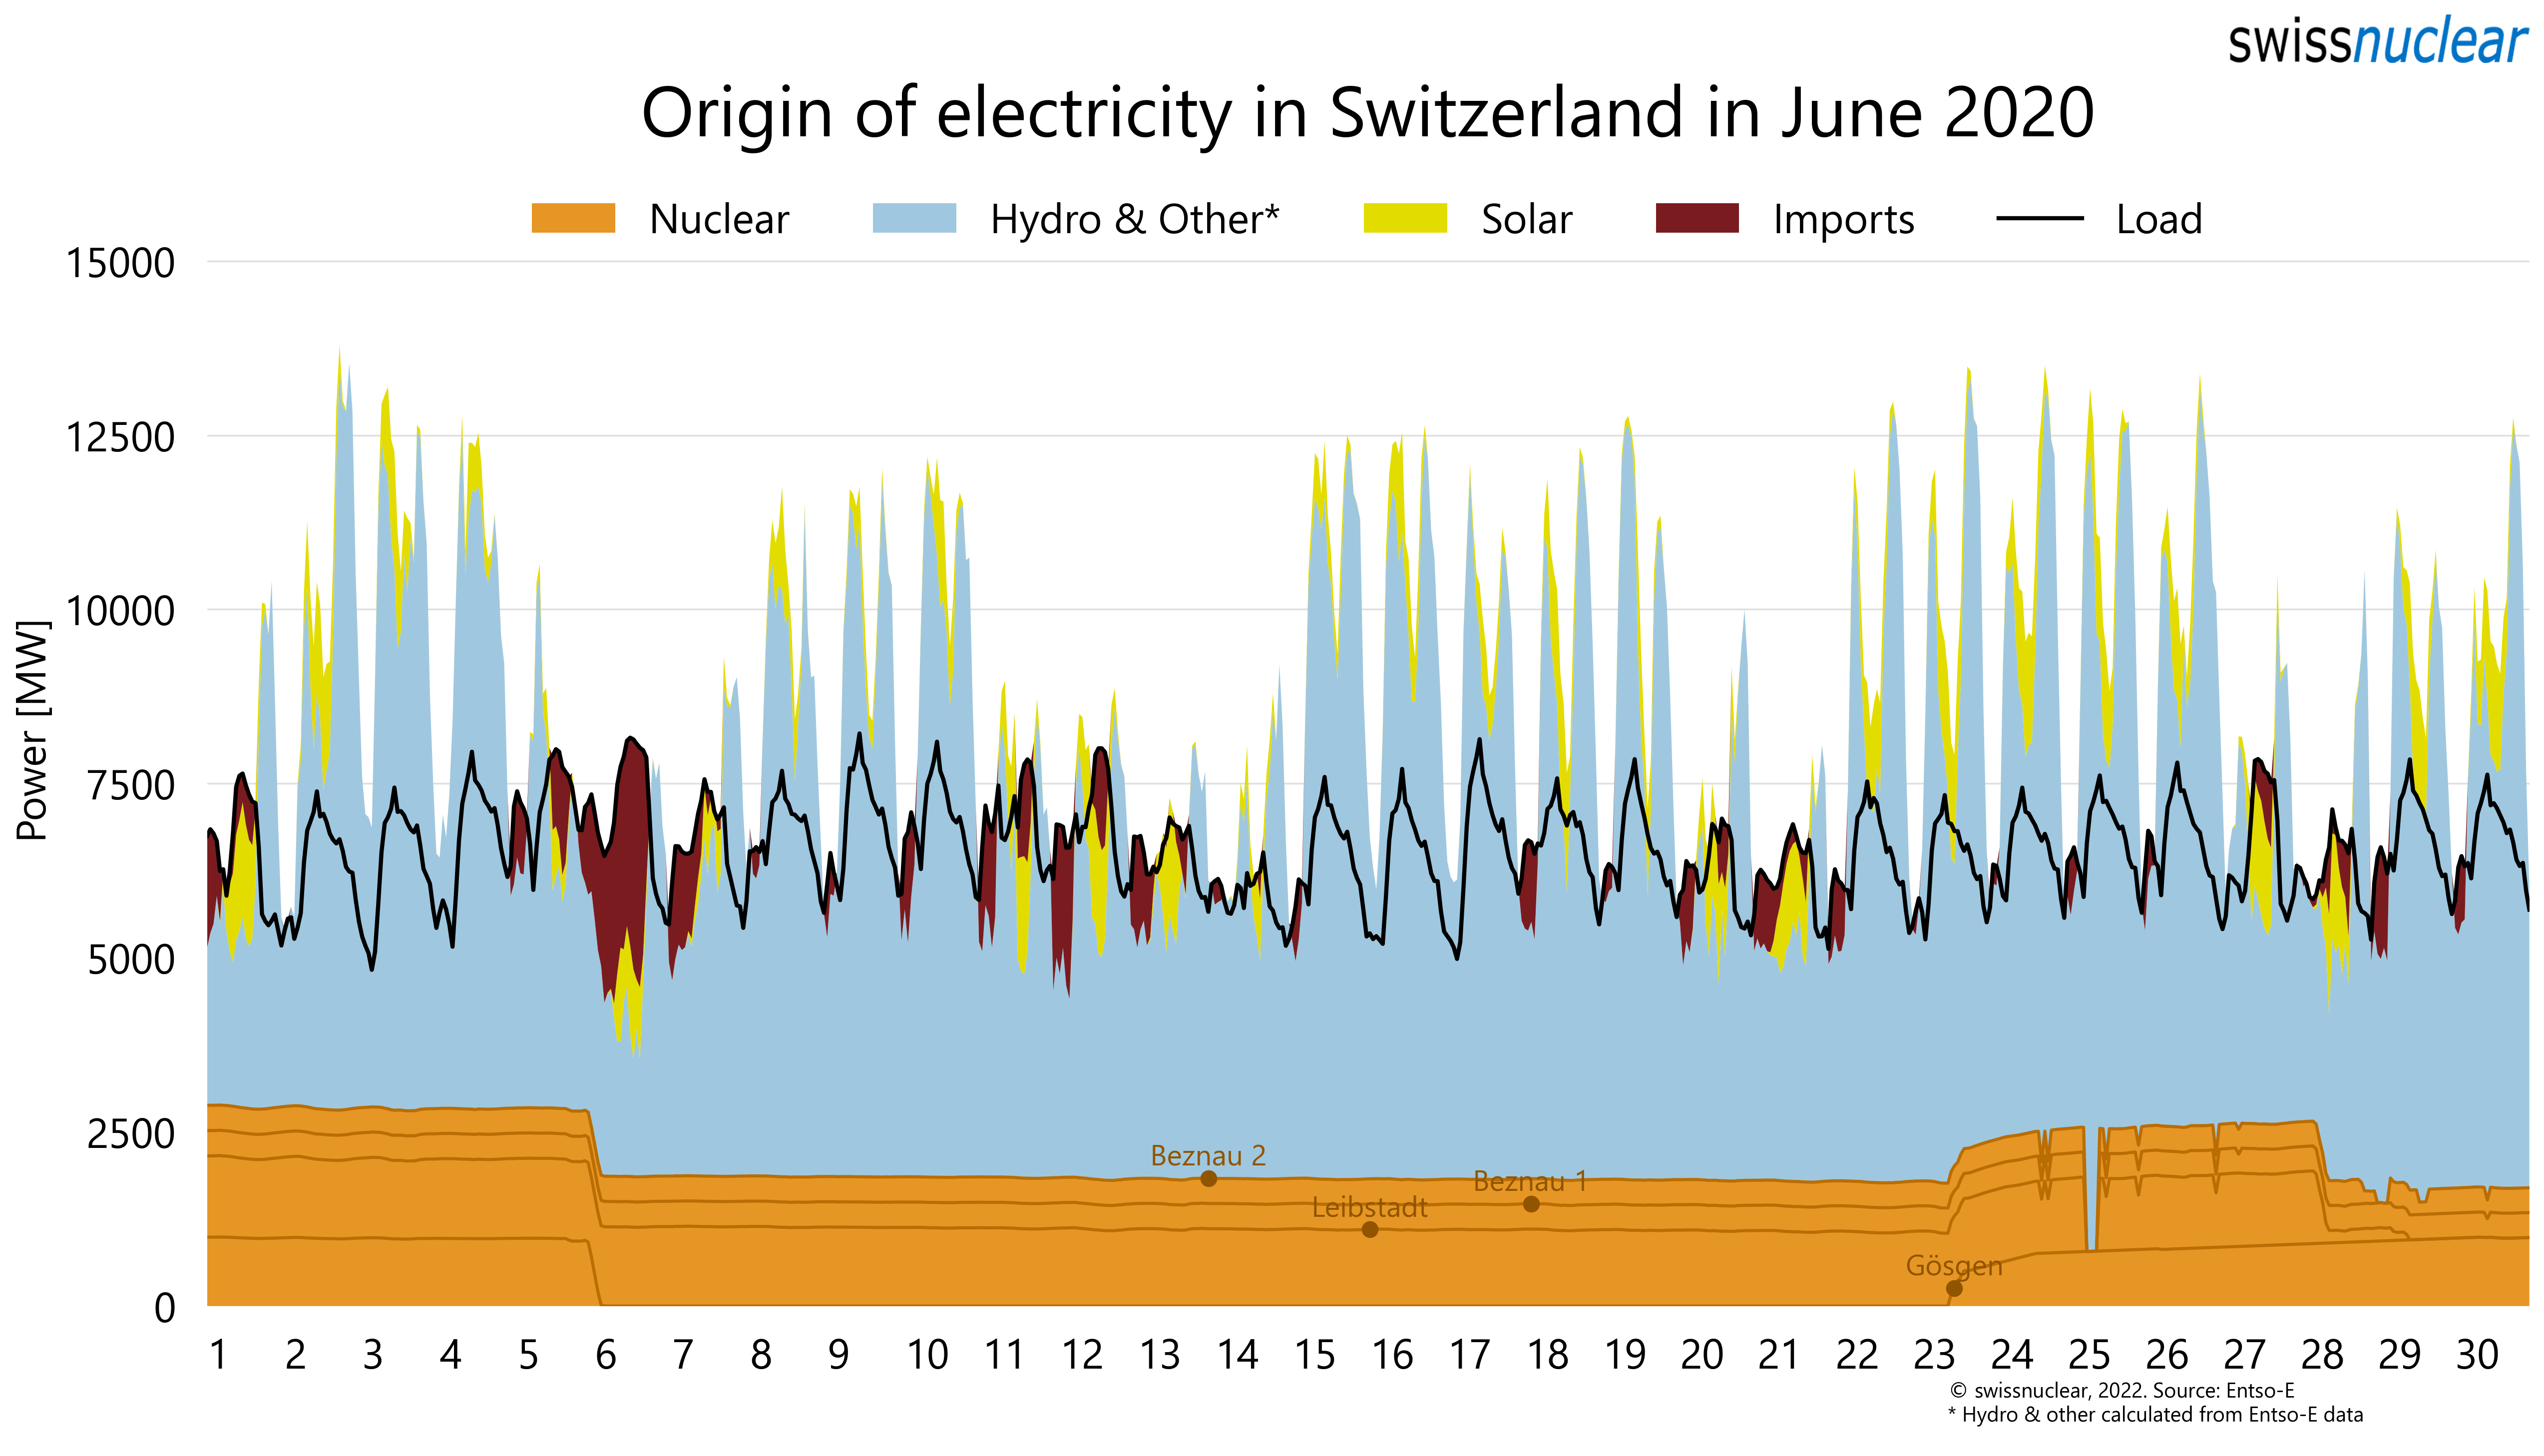 swissnuclear
Origin of electricity in Switzerland in June 2020
Nuclear Hydro & Other* Solar Imports Load
15000
12500
10000
7500
5000
2500
0
Power [MW]
Beznau 2
Beznau 1
Leibstadt
Gösgen
1 2 3 4 5 6 7 8 9 10 11 12 13 14 15 16 17 18 19 20 21 22 23 24 25 26 27 28 29 30
© swissnuclear, 2022. Source: Entso-E
* Hydro & other calculated from Entso-E data